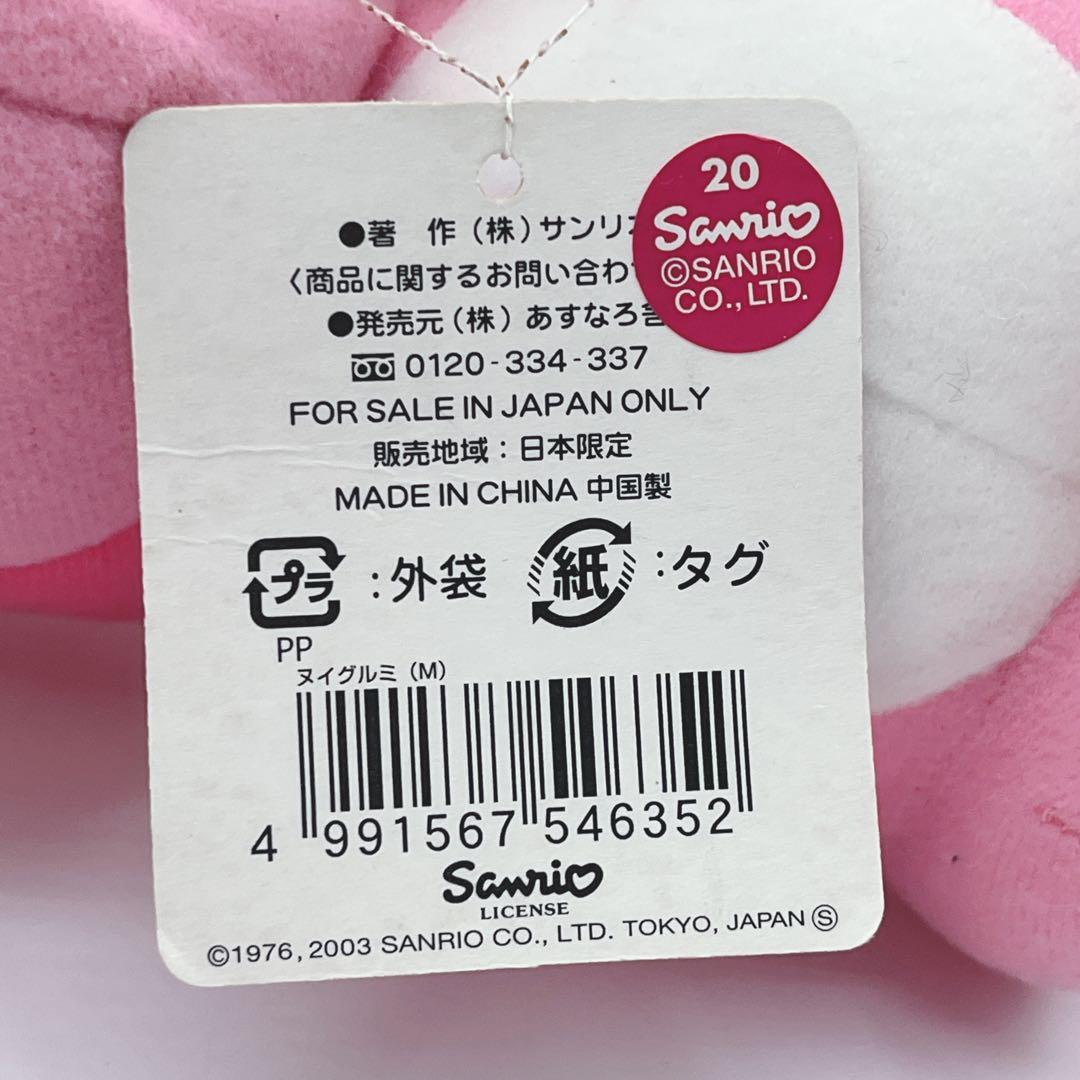 ●著 作（株）サンリ
〈商品に関するお問い合わ
●発売元（株）あすなろ舎
0120-334-337
FOR SALE IN JAPAN ONLY
販売地域：日本限定
MADE IN CHINA 中国製
プラ :外袋 紙 :タグ
PP
ヌイグルミ（M）
4 991567 546352
Sanrio
LICENSE
©1976, 2003 SANRIO CO., LTD. TOKYO, JAPAN Ⓢ
20
Sanrio
©SANRIO
CO., LTD.